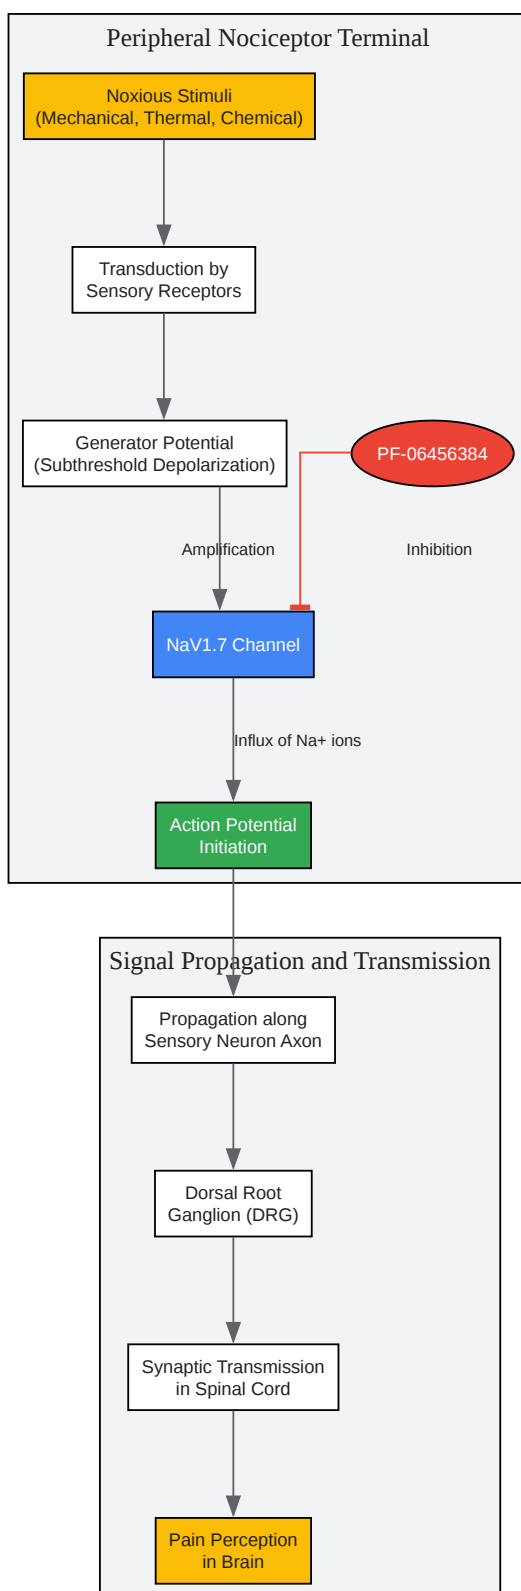 Peripheral Nociceptor Terminal
Noxious Stimuli
(Mechanical, Thermal, Chemical)
Transduction by
Sensory Receptors
Generator Potential
(Subthreshold Depolarization)
PF-06456384
Amplification
Inhibition
NaV1.7 Channel
Influx of Na+ ions
Action Potential
Initiation
Signal Propagation and Transmission
Propagation along
Sensory Neuron Axon
Dorsal Root
Ganglion (DRG)
Synaptic Transmission
in Spinal Cord
Pain Perception
in Brain